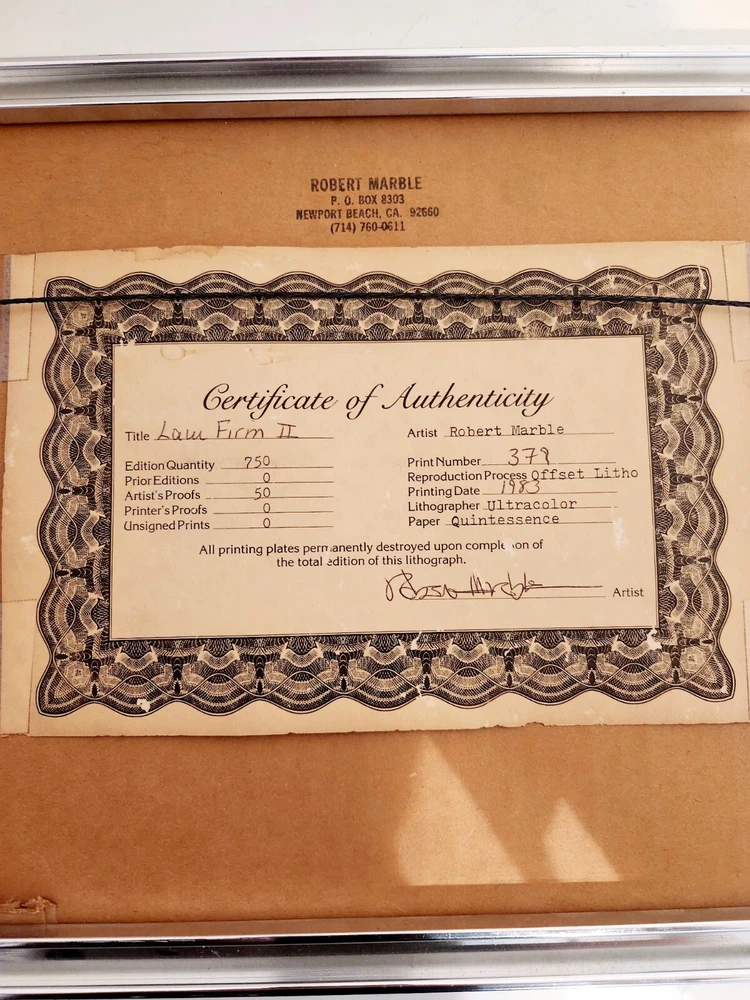 ROBERT MARBLE
P. O. BOX 8303
NEWPORT BEACH, CA. 92660
(714) 760-0611
Certificate of Authenticity
Title Law Firm II
Artist Robert Marble
Edition Quantity 750
Prior Editions 0
Artist's Proofs 50
Printer's Proofs 0
Unsigned Prints 0
Print Number 379
Reproduction Process Offset Litho
Printing Date 1983
Lithographer Ultracolor
Paper Quintessence
All printing plates permanently destroyed upon completion of
the total edition of this lithograph.
Robert Marble Artist